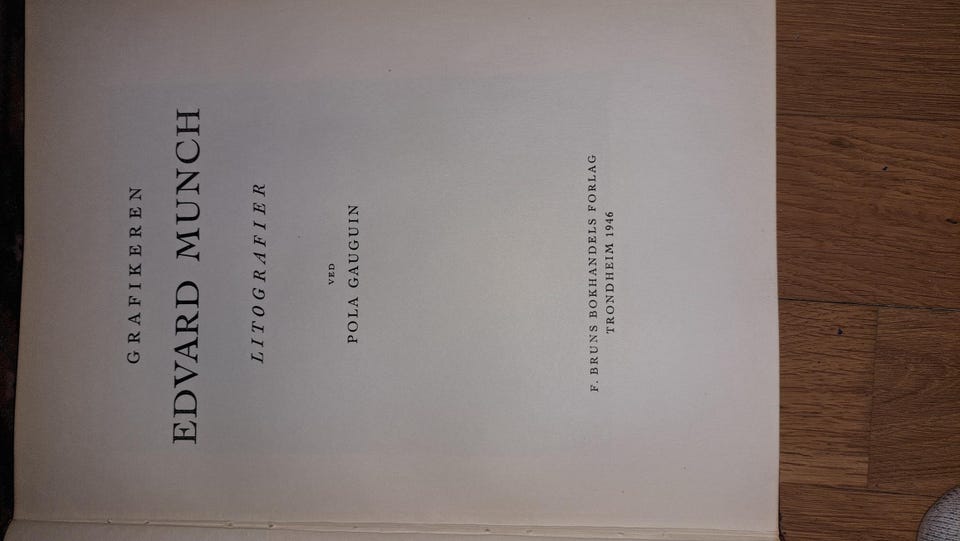 GRAFIKEREN
EDVARD MUNCH
LITOGRAFIER
VED
POLA GAUGUIN
F. BRUNS BOKHANDELS FORLAG
TRONDHEIM 1946